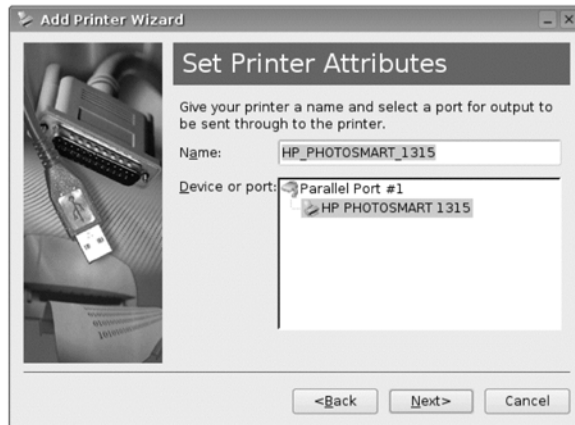 Add Printer Wizard
Set Printer Attributes
Give your printer a name and select a port for output to
be sent through to the printer.
Name: HP_PHOTOSMART_1315
Device or port: Parallel Port #1
HP PHOTOSMART 1315
<Back Next> Cancel